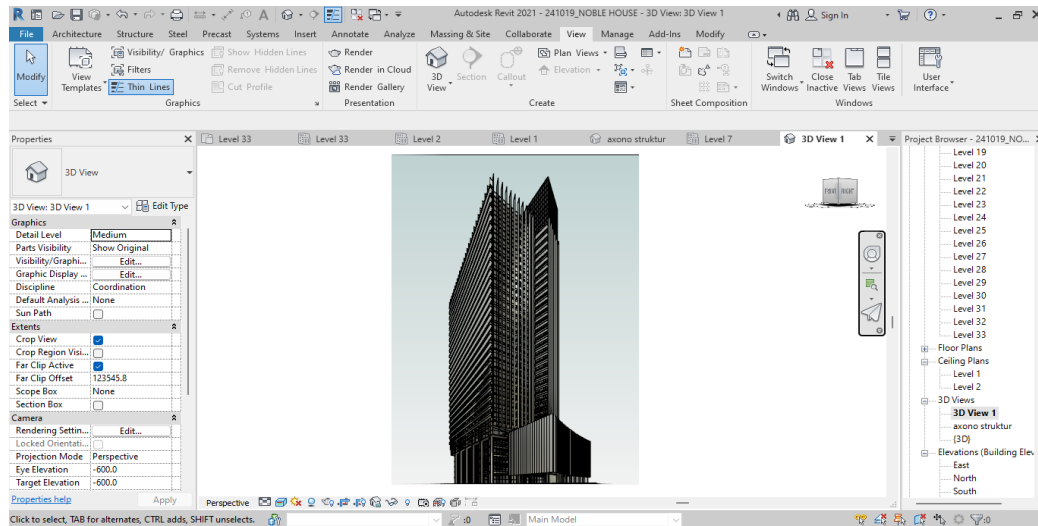 Autodesk Revit 2021 - 241019_NOBLE HOUSE - 3D View: 3D View 1
Sign In
File Architecture Structure Steel Precast Systems Insert Annotate Analyze Massing & Site Collaborate View Manage Add-Ins Modify
Modify
View Templates
Visibility/ Graphics
Filters
Thin Lines
Show Hidden Lines
Remove Hidden Lines
Cut Profile
Render
Render in Cloud
Render Gallery
3D View
Section
Callout
Plan Views
Elevation
Switch Windows
Close Inactive
Tab Views
Tile Views
User Interface
Select Graphics Presentation Create Sheet Composition Windows
Properties
Level 33 Level 33 Level 2 Level 1 axono struktur Level 7 3D View 1
Project Browser - 241019_NO...
3D View
3D View: 3D View 1 Edit Type
Graphics
Detail Level Medium
Parts Visibility Show Original
Visibility/Graphi... Edit...
Graphic Display ... Edit...
Discipline Coordination
Default Analysis ... None
Sun Path
Extents
Crop View
Crop Region Visi...
Far Clip Active
Far Clip Offset 123545.8
Scope Box None
Section Box
Camera
Rendering Settin... Edit...
Locked Orientati...
Projection Mode Perspective
Eye Elevation -600.0
Target Elevation -600.0
Properties help Apply
FRONT RIGHT
Level 19
Level 20
Level 21
Level 22
Level 23
Level 24
Level 25
Level 26
Level 27
Level 28
Level 29
Level 30
Level 31
Level 32
Level 33
Floor Plans
Ceiling Plans
Level 1
Level 2
3D Views
3D View 1
axono struktur
{3D}
Elevations (Building Elev
East
North
South
Perspective
Click to select, TAB for alternates, CTRL adds, SHIFT unselects. :0 Main Model :0